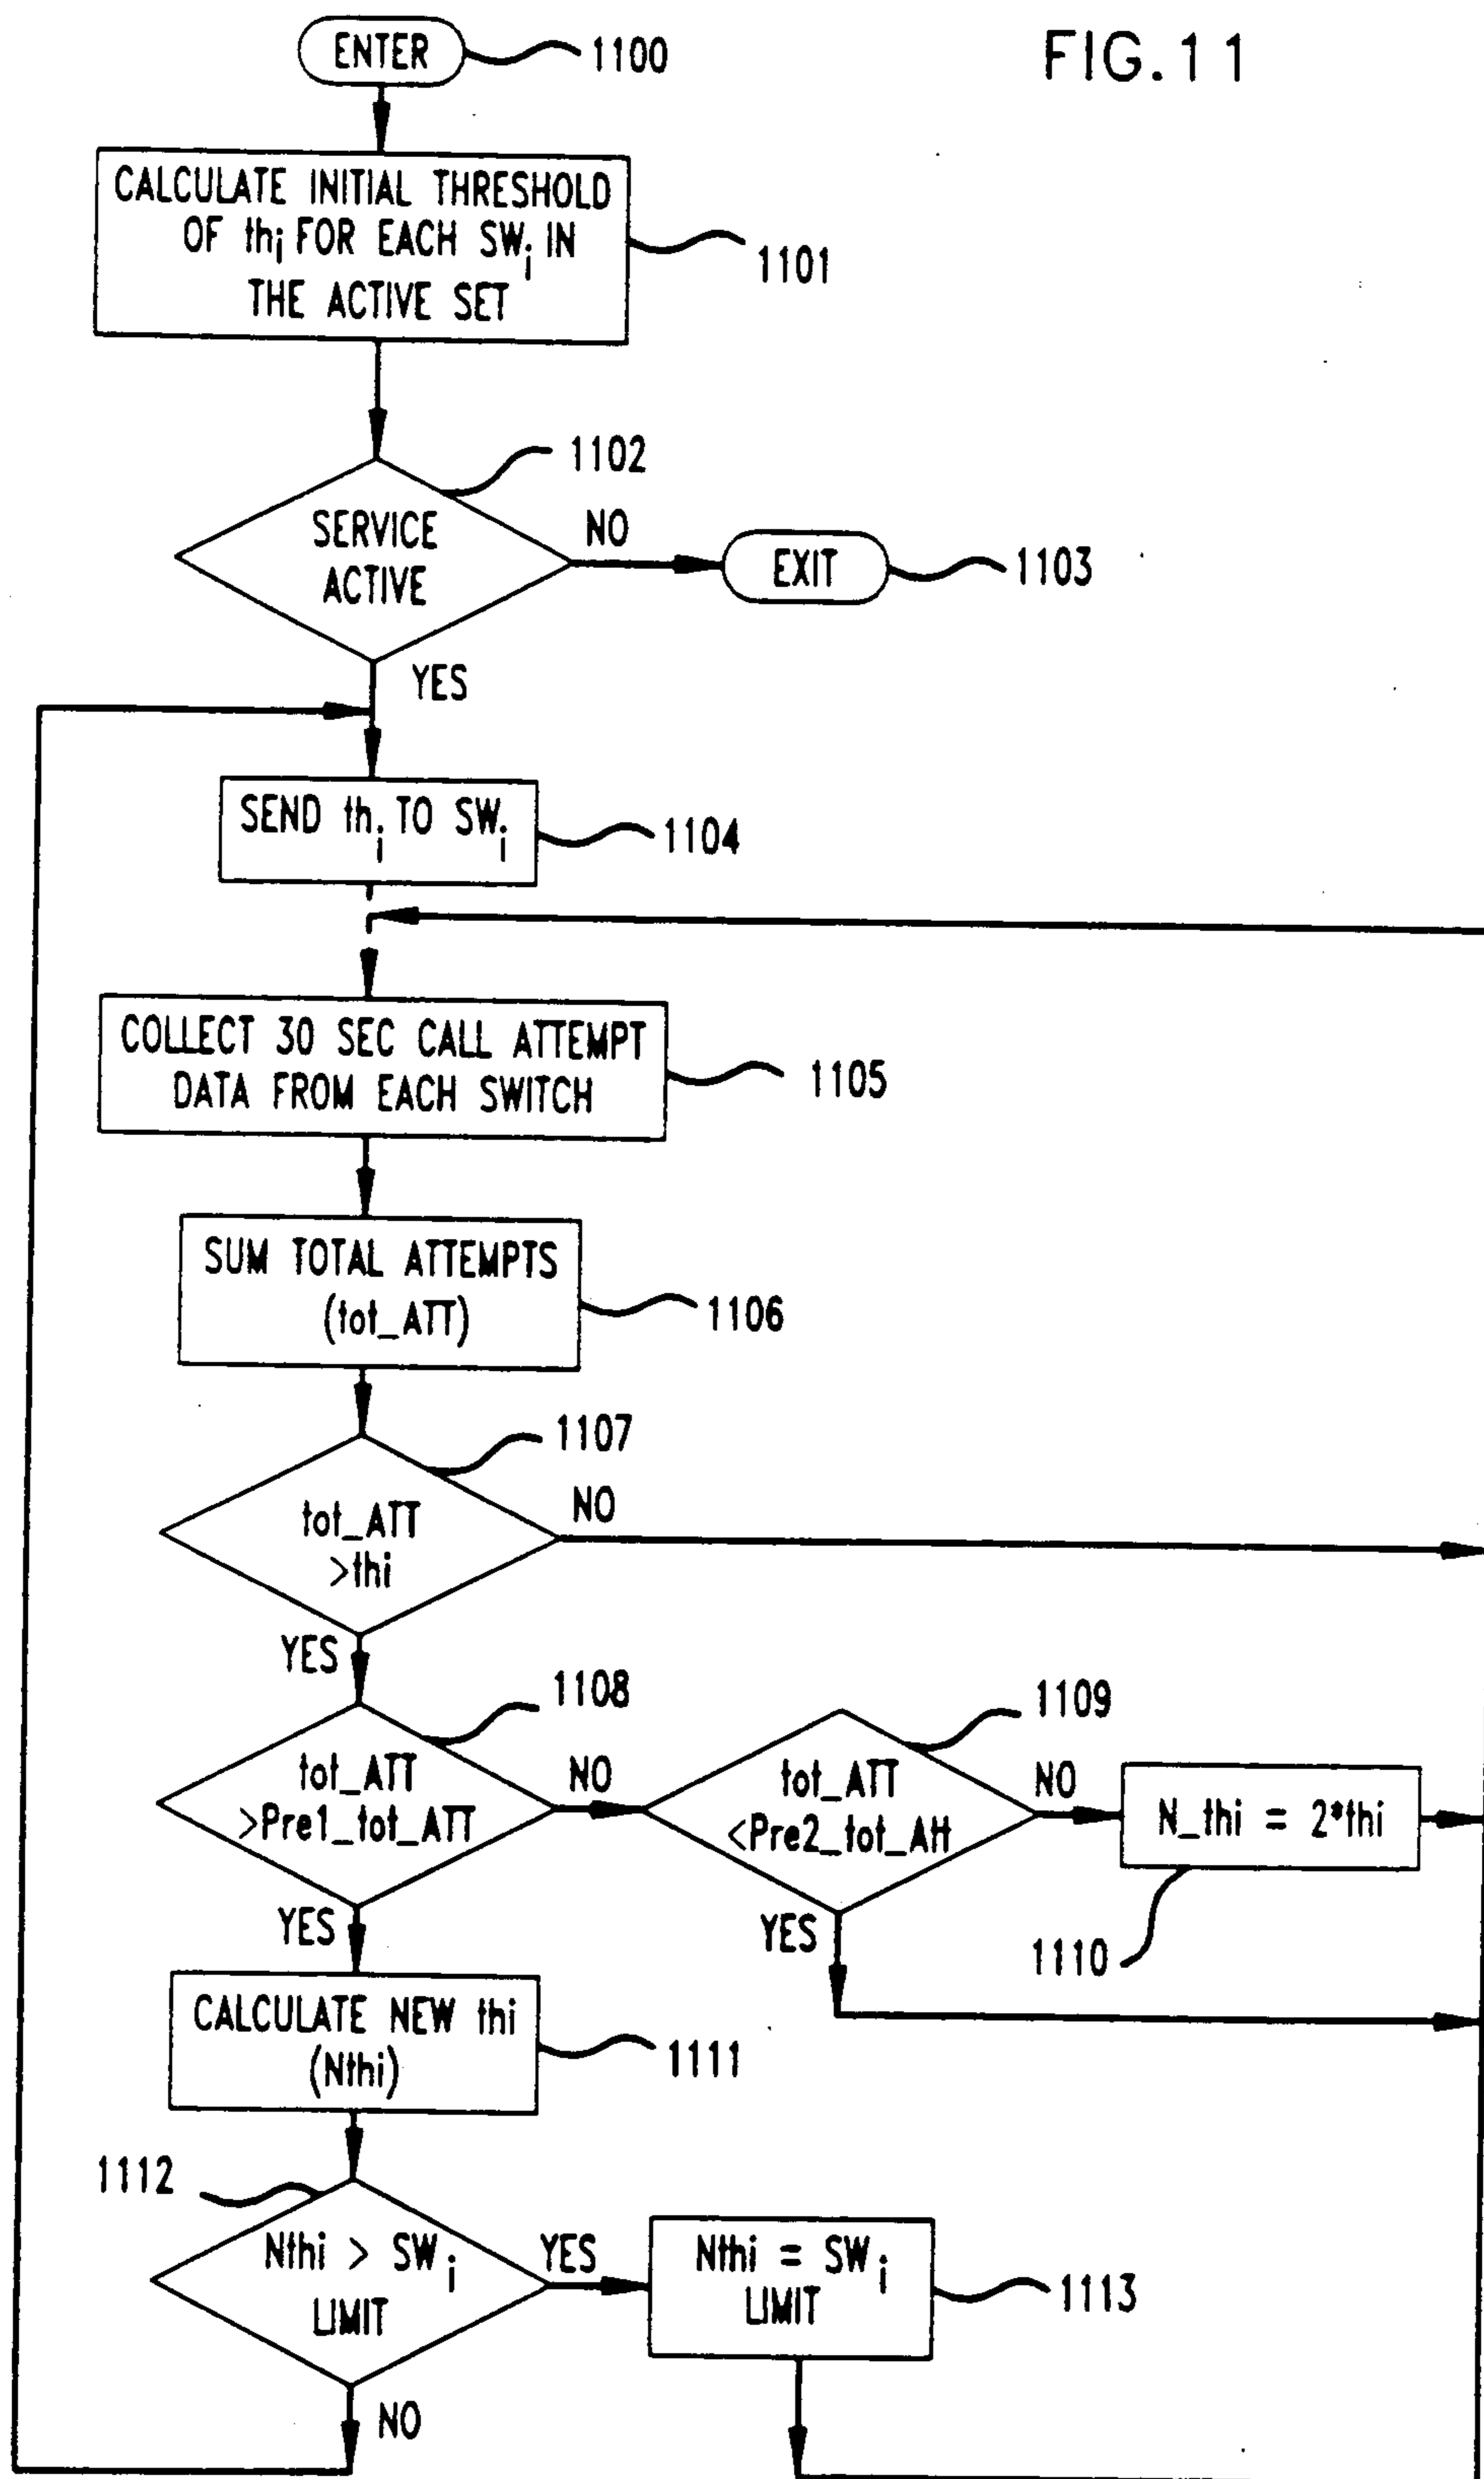 FIG.11
ENTER
1100
CALCULATE INITIAL THRESHOLD
OF thi FOR EACH SWi IN
THE ACTIVE SET
1101
1102
SERVICE
ACTIVE
NO
EXIT
1103
YES
SEND thi TO SWi
1104
COLLECT 30 SEC CALL ATTEMPT
DATA FROM EACH SWITCH
1105
SUM TOTAL ATTEMPTS
(tot_ATT)
1106
1107
tot_ATT
>thi
NO
YES
1108
tot_ATT
>Pre1_tot_ATT
NO
1109
tot_ATT
<Pre2_tot_Att
NO
N_thi = 2*thi
1110
YES
YES
CALCULATE NEW thi
(Nthi)
1111
1112
Nthi > SWi
LIMIT
YES
Nthi = SWi
LIMIT
1113
NO